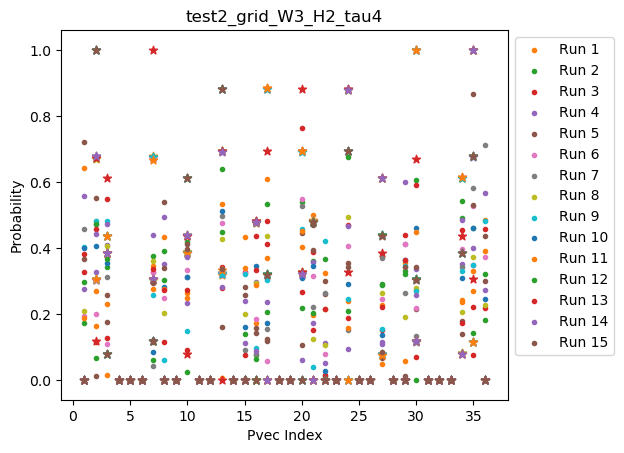 test2_grid_W3_H2_tau4
1.0
0.8
0.6
0.4
0.2
0.0
Probability
0 5 10 15 20 25 30 35
Pvec Index
Run 1
Run 2
Run 3
Run 4
Run 5
Run 6
Run 7
Run 8
Run 9
Run 10
Run 11
Run 12
Run 13
Run 14
Run 15